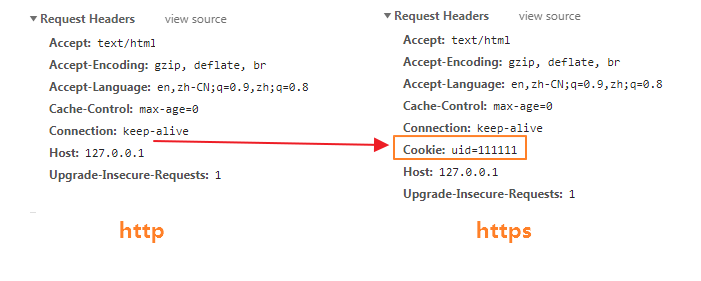 Request Headers view source
Accept: text/html
Accept-Encoding: gzip, deflate, br
Accept-Language: en,zh-CN;q=0.9,zh;q=0.8
Cache-Control: max-age=0
Connection: keep-alive
Host: 127.0.0.1
Upgrade-Insecure-Requests: 1
http
Request Headers view source
Accept: text/html
Accept-Encoding: gzip, deflate, br
Accept-Language: en,zh-CN;q=0.9,zh;q=0.8
Cache-Control: max-age=0
Connection: keep-alive
Cookie: uid=111111
Host: 127.0.0.1
Upgrade-Insecure-Requests: 1
https